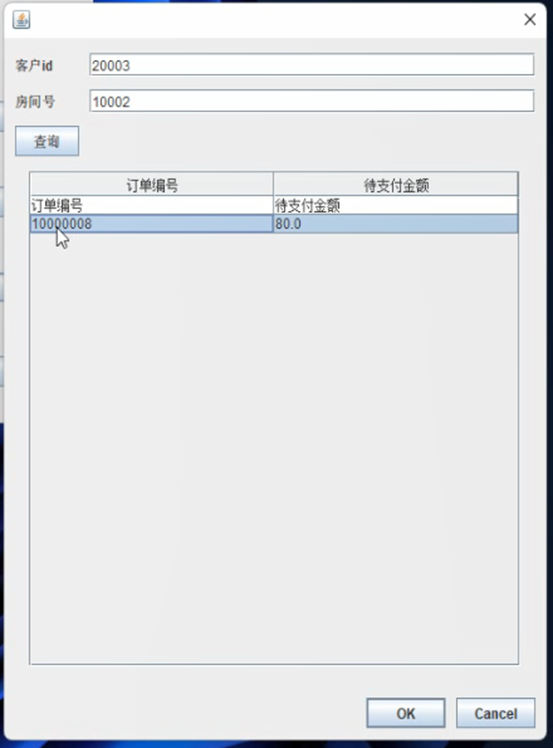 客户id 20003
房间号 10002
查询
订单编号 待支付金额
订单编号 待支付金额
10000008 80.0
OK Cancel